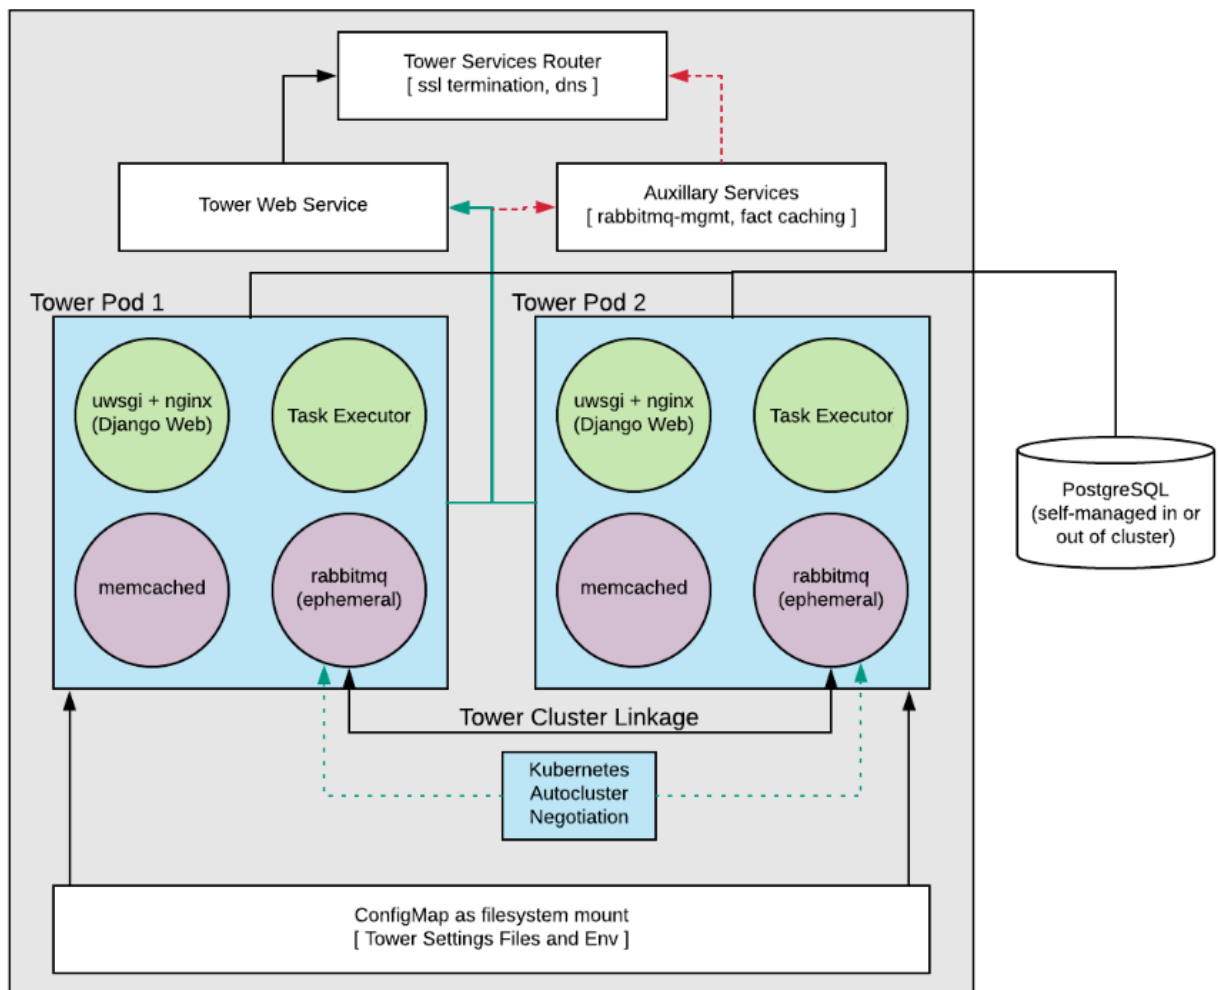 Tower Services Router
[ ssl termination, dns ]
Tower Web Service
Auxillary Services
[ rabbitmq-mgmt, fact caching ]
Tower Pod 1
Tower Pod 2
uwsgi + nginx
(Django Web)
Task Executor
uwsgi + nginx
(Django Web)
Task Executor
memcached
rabbitmq
(ephemeral)
memcached
rabbitmq
(ephemeral)
PostgreSQL
(self-managed in or
out of cluster)
Tower Cluster Linkage
Kubernetes
Autocluster
Negotiation
ConfigMap as filesystem mount
[ Tower Settings Files and Env ]